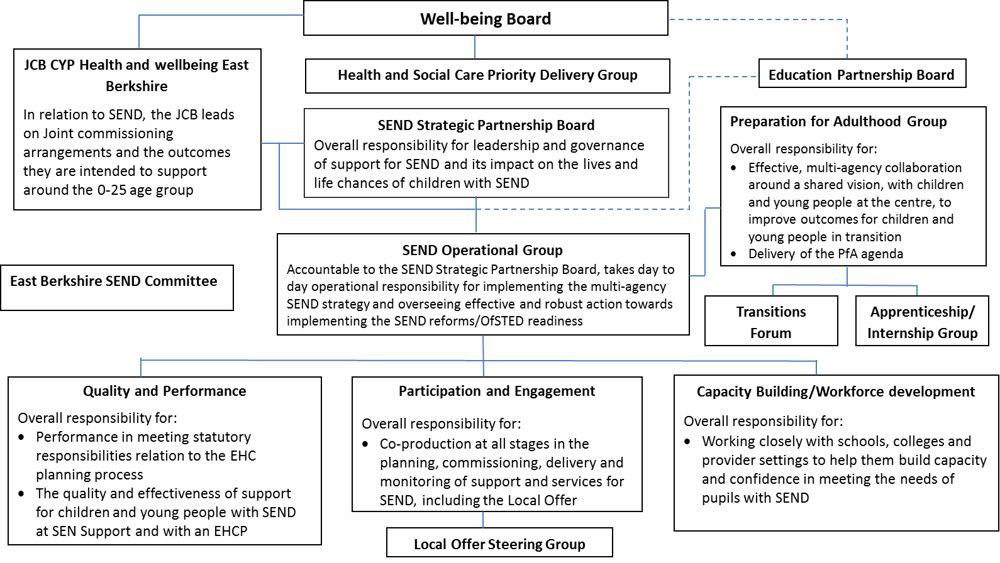 Well-being Board
JCB CYP Health and wellbeing East
Berkshire
In relation to SEND, the JCB leads
on Joint commissioning
arrangements and the outcomes
they are intended to support
around the 0-25 age group
Health and Social Care Priority Delivery Group
Education Partnership Board
SEND Strategic Partnership Board
Overall responsibility for leadership and governance
of support for SEND and its impact on the lives and
life chances of children with SEND
Preparation for Adulthood Group
Overall responsibility for:
• Effective, multi-agency collaboration
around a shared vision, with children
and young people at the centre, to
improve outcomes for children and
young people in transition
• Delivery of the PfA agenda
SEND Operational Group
Accountable to the SEND Strategic Partnership Board, takes day to
day operational responsibility for implementing the multi-agency
SEND strategy and overseeing effective and robust action towards
implementing the SEND reforms/OfSTED readiness
East Berkshire SEND Committee
Transitions
Forum
Apprenticeship/
Internship Group
Quality and Performance
Overall responsibility for:
• Performance in meeting statutory
responsibilities relation to the EHC
planning process
• The quality and effectiveness of support
for children and young people with SEND
at SEN Support and with an EHCP
Participation and Engagement
Overall responsibility for:
• Co-production at all stages in the
planning, commissioning, delivery and
monitoring of support and services for
SEND, including the Local Offer
Capacity Building/Workforce development
Overall responsibility for:
• Working closely with schools, colleges and
provider settings to help them build capacity
and confidence in meeting the needs of
pupils with SEND
Local Offer Steering Group